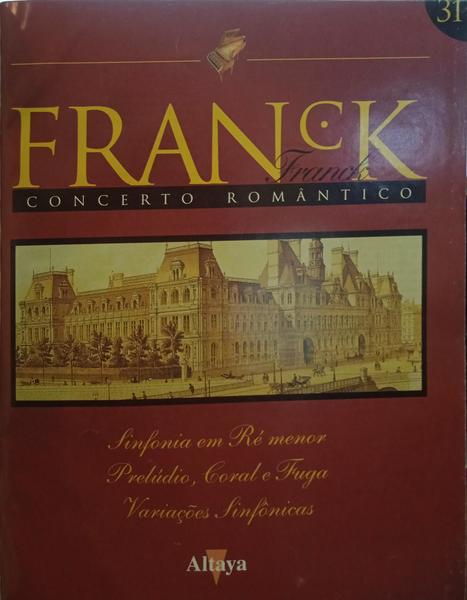 31
FRANCK
Franck
CONCERTO ROMÂNTICO
Sinfonia em Ré menor
Prelúdio, Coral e Fuga
Variações Sinfônicas
Altaya